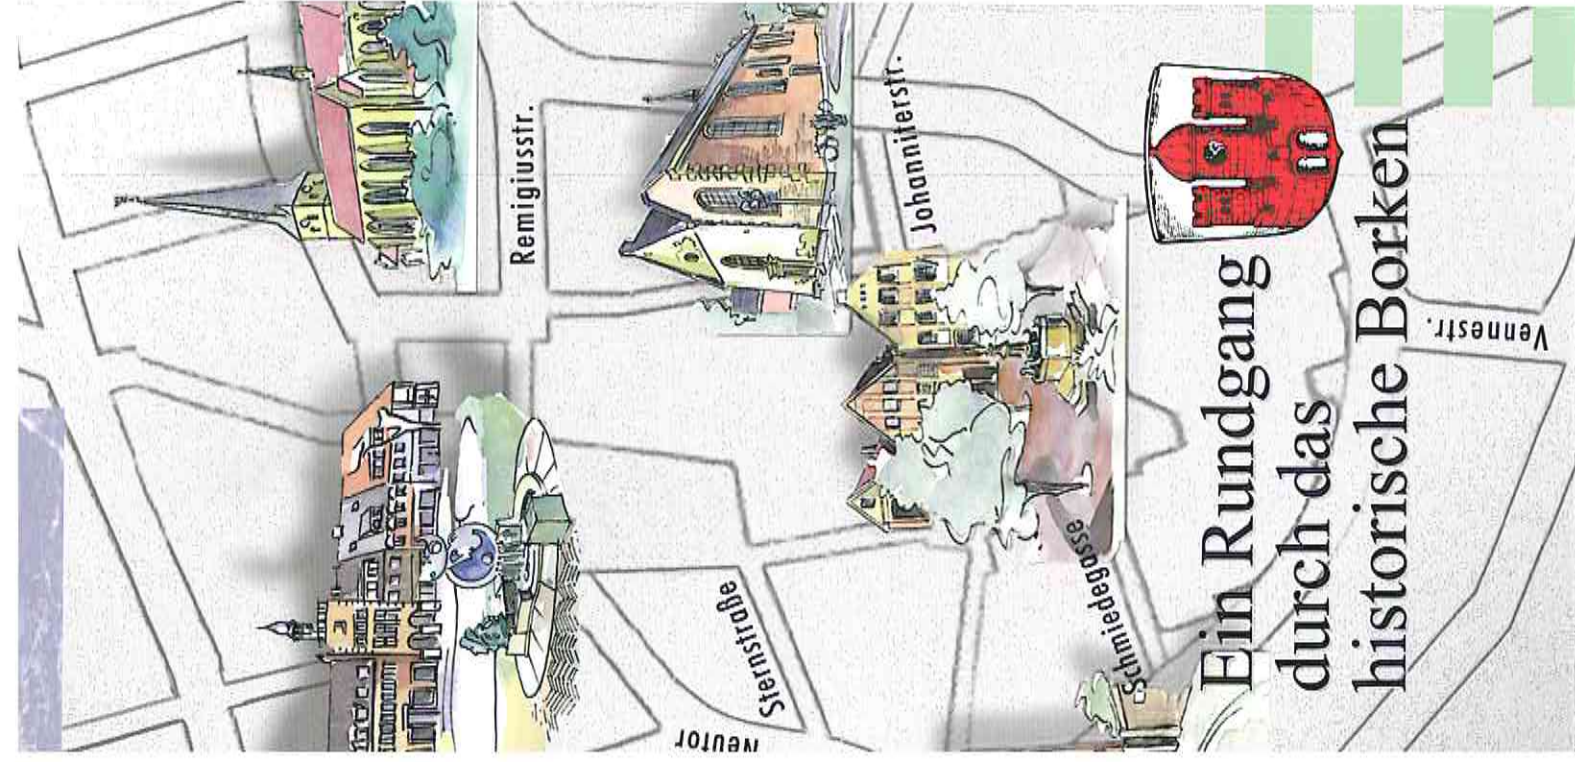 Remigiusstr.
Johanniterstr.
Sternstraße
Neutor
Schmiedegasse
Vennestr.
Ein Rundgang
durch das
historische Borken